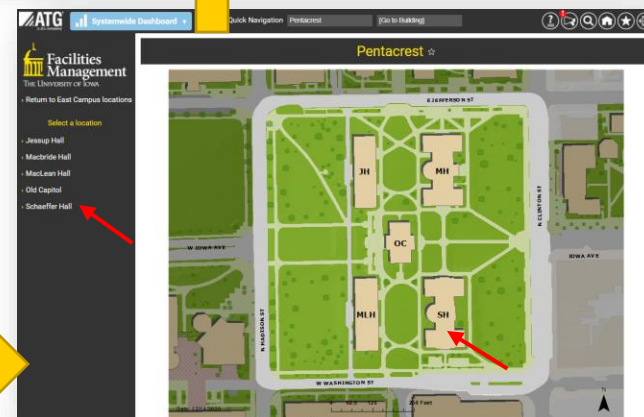 ATG
Systemwide Dashboard
Quick Navigation
Pentacrest
[Go to Building]
Facilities
Management
THE UNIVERSITY OF IOWA
› Return to East Campus locations
Select a location
› Jessup Hall
› Macbride Hall
› MacLean Hall
› Old Capitol
› Schaeffer Hall
Pentacrest ☆
E JEFFERSON ST
JH
MH
N CLINTON ST
OC
W IOWA AVE
IOWA AVE
MLH
SH
N MADISON ST
W WASHINGTON ST
N